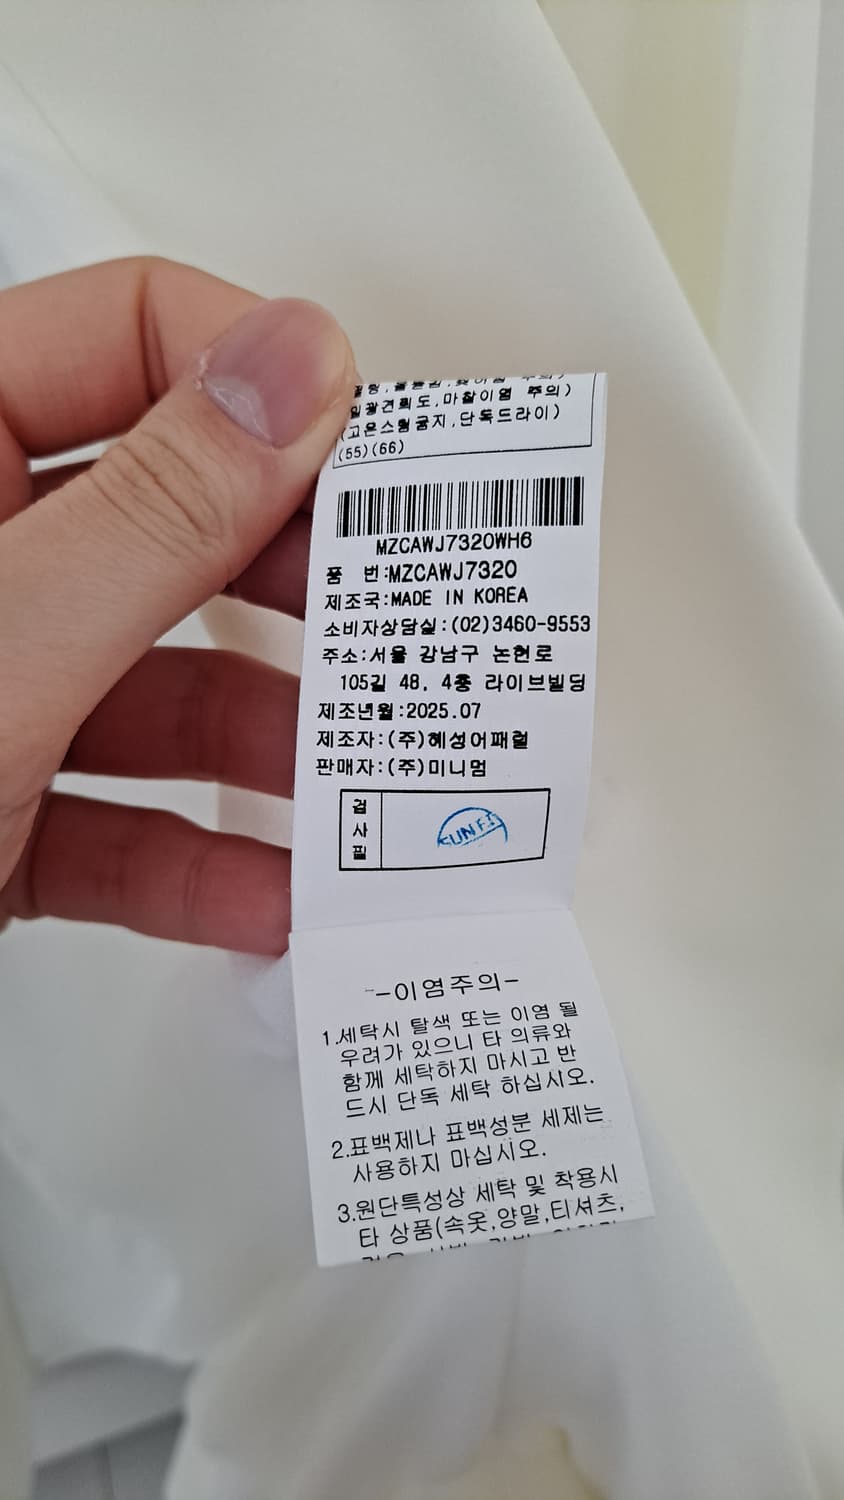 주의)
일광견뢰도,마찰이염 주의)
(고온스팀금지,단독드라이)
(55)(66)
MZCAWJ7320WH6
품 번:MZCAWJ7320
제조국:MADE IN KOREA
소비자상담실:(02)3460-9553
주소:서울 강남구 논현로
105길 48, 4층 라이브빌딩
제조년월:2025.07
제조자:(주)혜성어패럴
판매자:(주)미니멈
검사필
SUNFI
-이염주의-
1.세탁시 탈색 또는 이염 될
우려가 있으니 타 의류와
함께 세탁하지 마시고 반
드시 단독 세탁 하십시오.
2.표백제나 표백성분 세제는
사용하지 마십시오.
3.원단특성상 세탁 및 착용시
타 상품(속옷,양말,티셔츠,